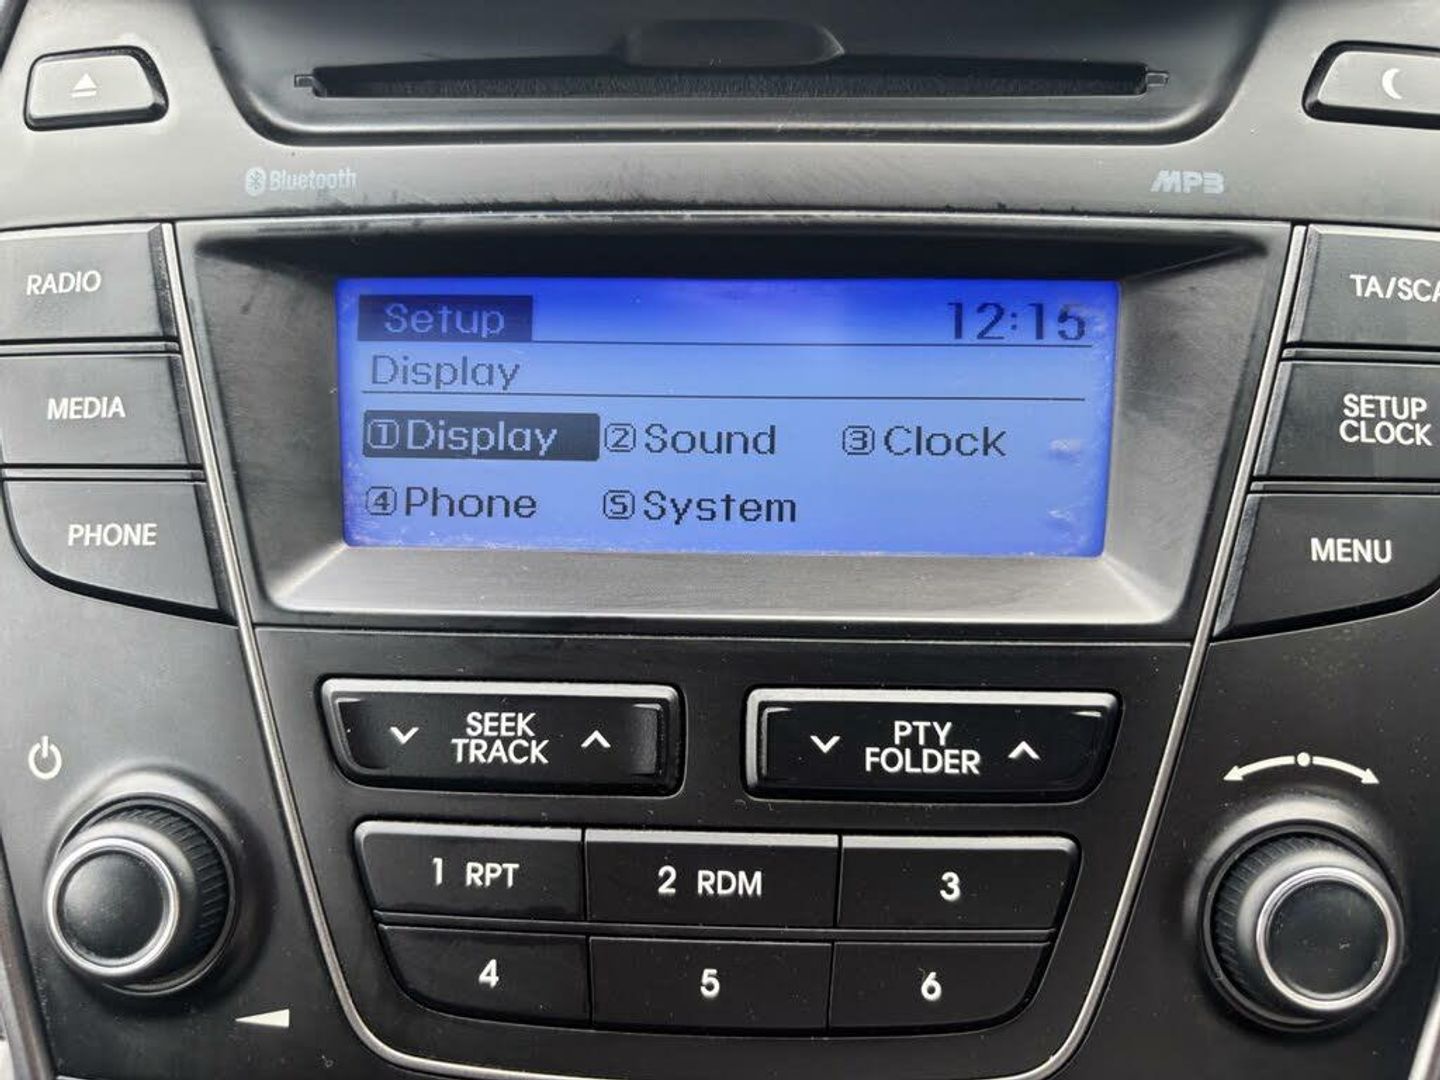 Bluetooth
MP3
RADIO
MEDIA
PHONE
Setup 12:15
Display
1 Display 2 Sound 3 Clock
4 Phone 5 System
TA/SCA
SETUP
CLOCK
MENU
SEEK
TRACK
PTY
FOLDER
1 RPT 2 RDM 3
4 5 6